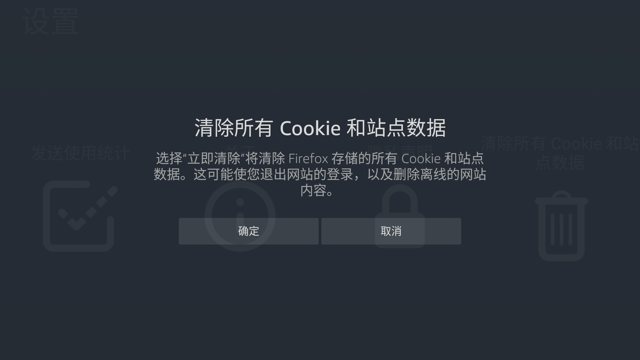 设置
清除所有 Cookie 和站点数据
发送使用统计
清除所有 Cookie 和站
点数据
选择“立即清除”将清除 Firefox 存储的所有 Cookie 和站点
数据。这可能使您退出网站的登录，以及删除离线的网站
内容。
确定
取消